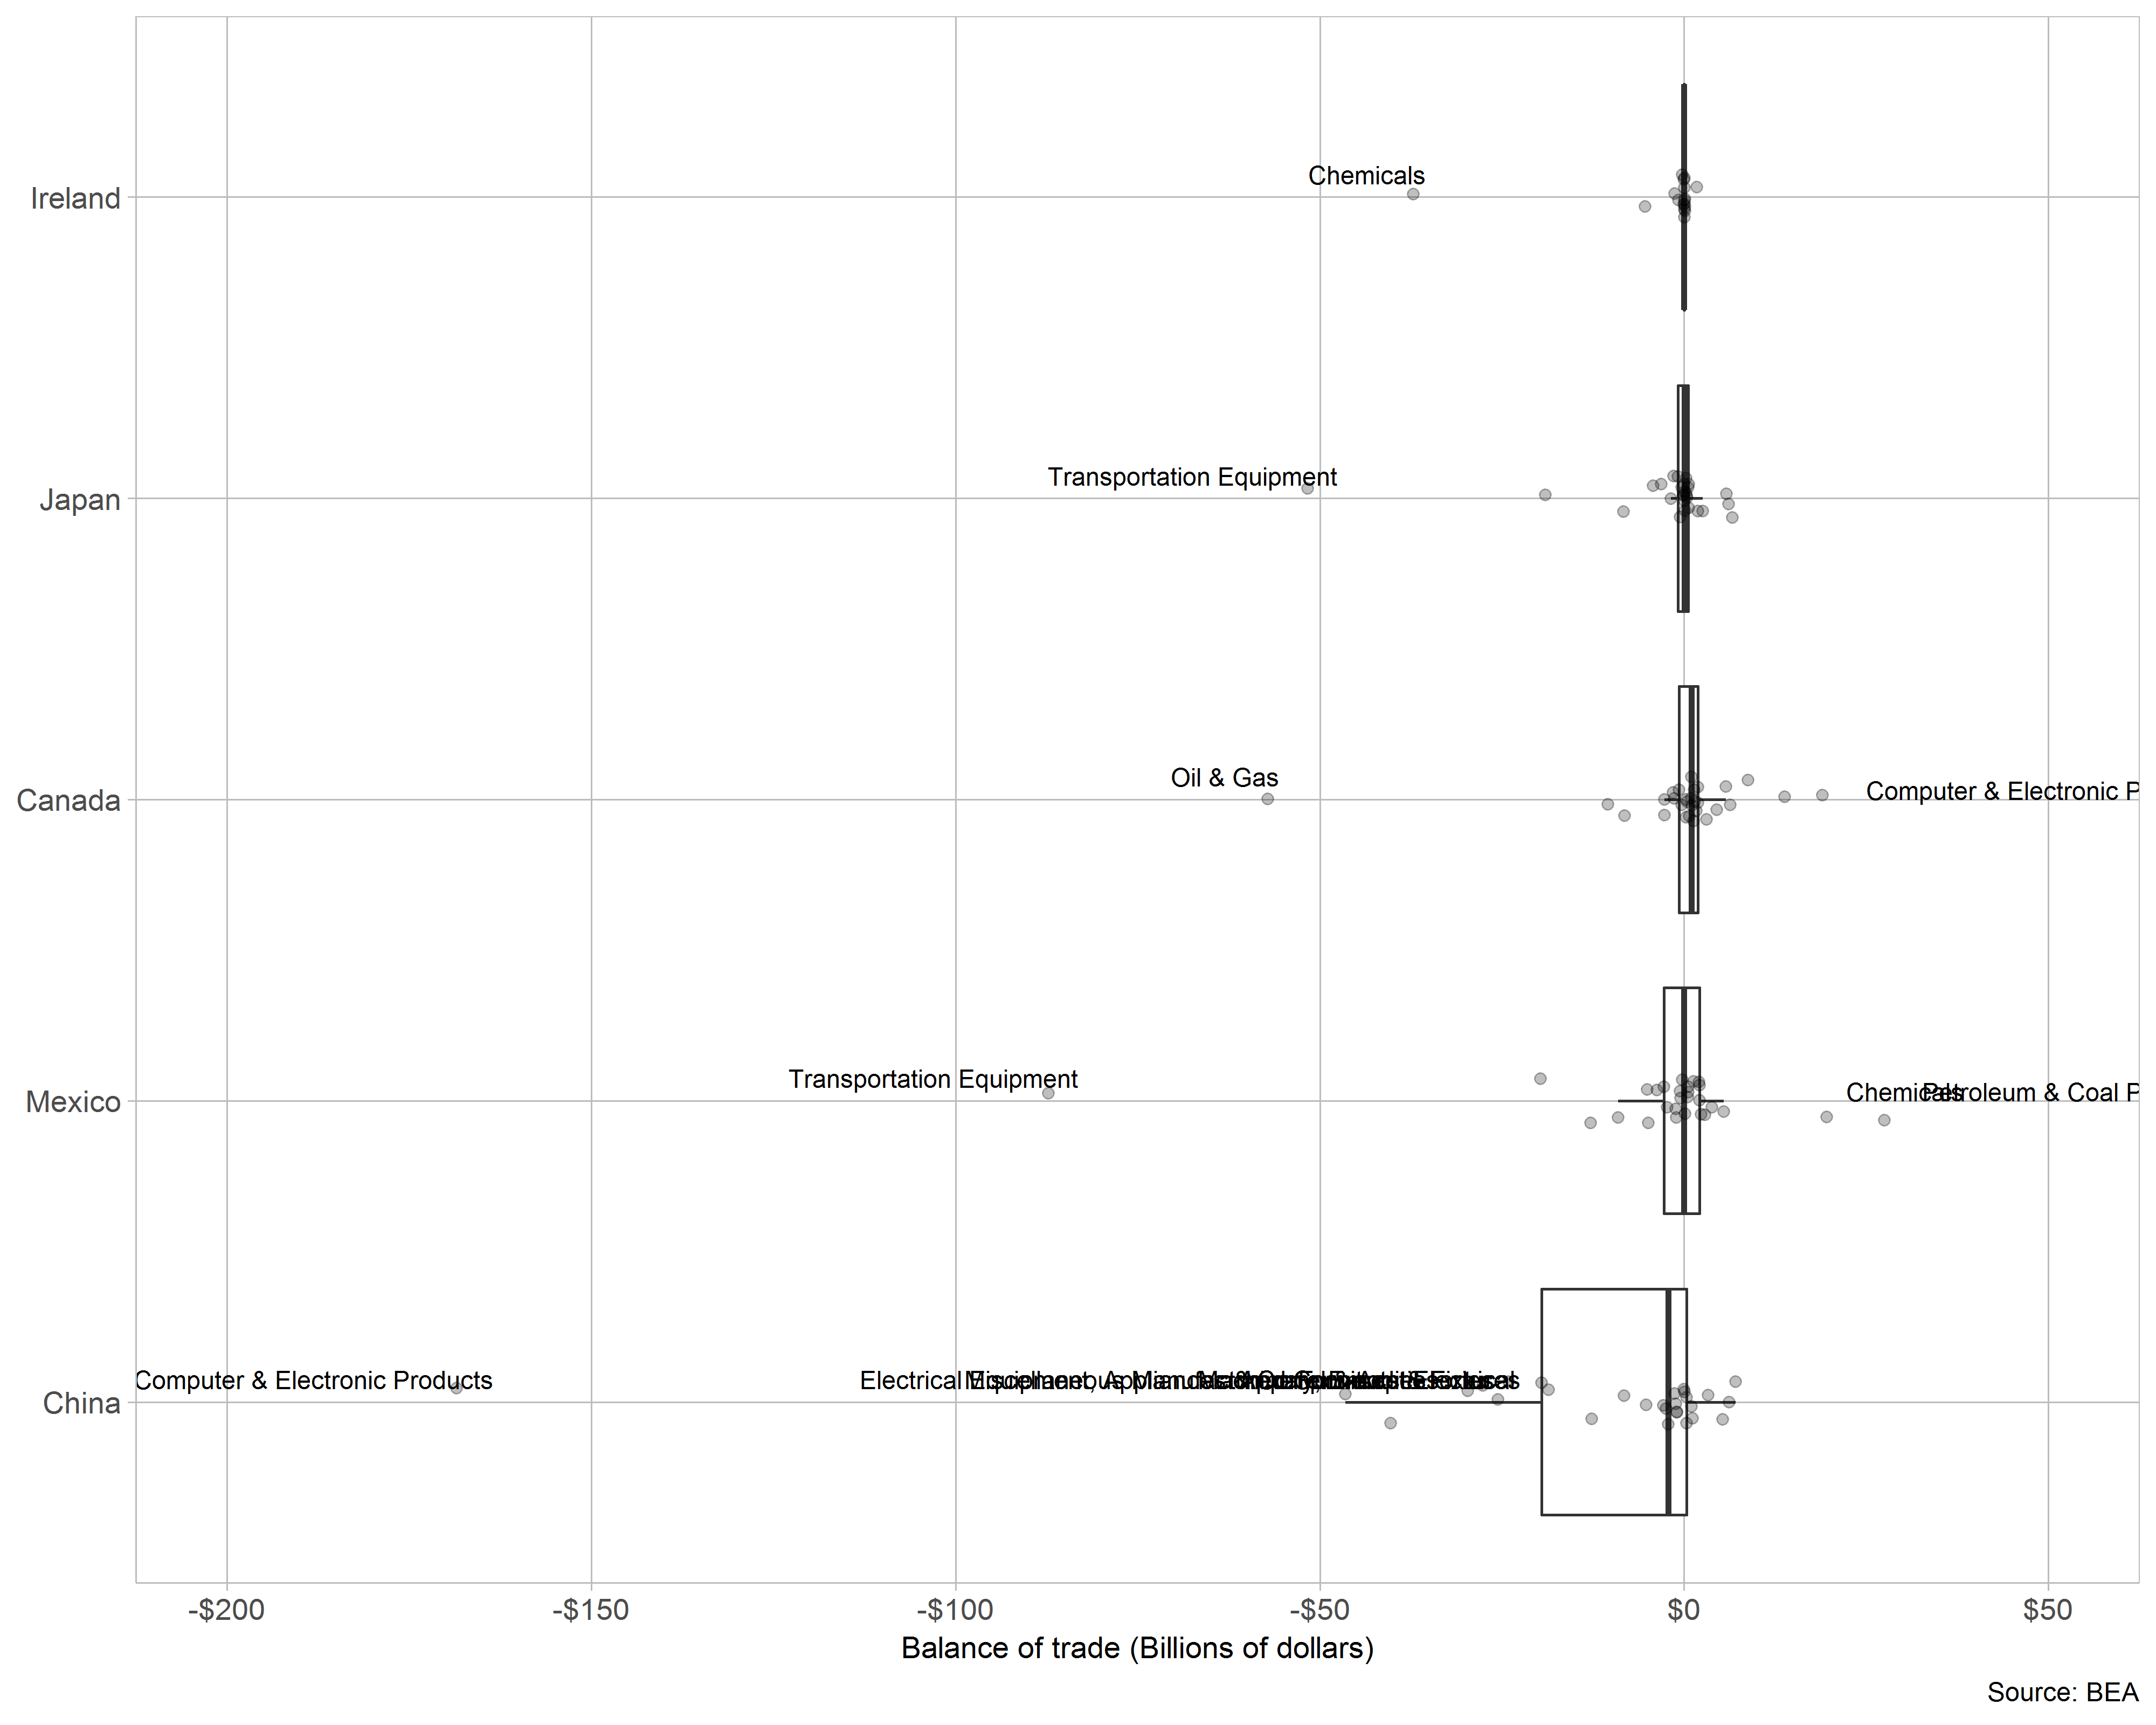 Chemicals
Ireland
Transportation Equipment
Japan
Oil & Gas
Computer & Electronic P
Canada
Transportation Equipment
Chemicals
Petroleum & Coal P
Mexico
Computer & Electronic Products
Electrical
China
-$200 -$150 -$100 -$50 $0 $50
Balance of trade (Billions of dollars)
Source: BEA